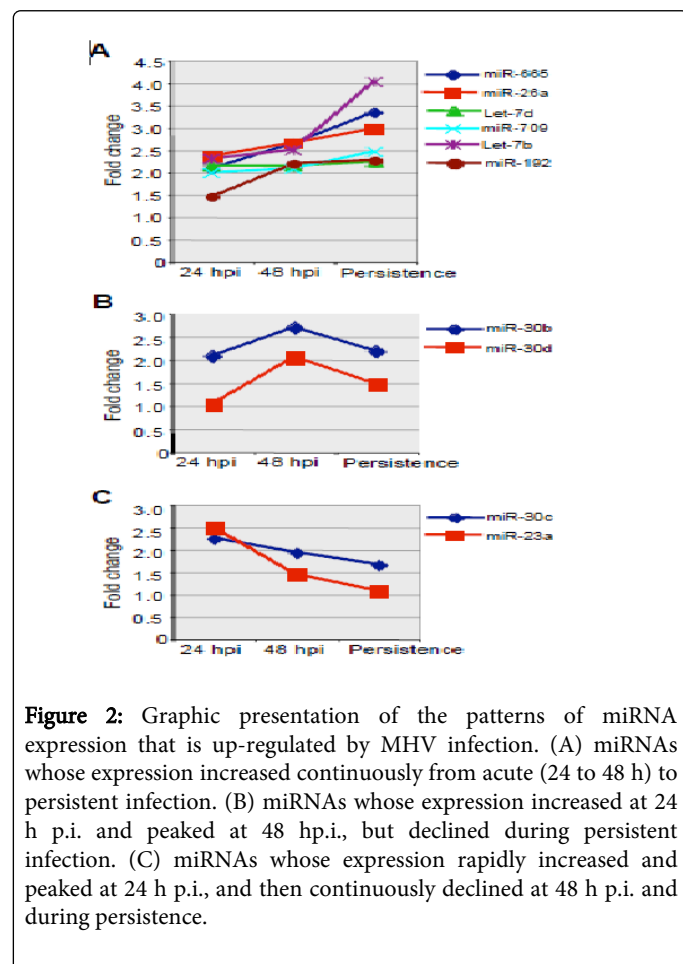 A
4.5
4.0
3.5
3.0
2.5
2.0
1.5
1.0
0.5
0
Fold change
24 hpi 48 hpi Persistence
miR-665
miR-26a
Let-7d
miR-709
Let-7b
miR-192
B
3.0
2.5
2.0
1.5
1.0
0.5
0
Fold change
24 hpi 48 hpi Persistence
miR-30b
miR-30d
C
3.0
2.5
2.0
1.5
1.0
0.5
0
Fold change
24 hpi 48 hpi Persistence
miR-30c
miR-23a
Figure 2: Graphic presentation of the patterns of miRNA
expression that is up-regulated by MHV infection. (A) miRNAs
whose expression increased continuously from acute (24 to 48 h) to
persistent infection. (B) miRNAs whose expression increased at 24
h p.i. and peaked at 48 hp.i., but declined during persistent
infection. (C) miRNAs whose expression rapidly increased and
peaked at 24 h p.i., and then continuously declined at 48 h p.i. and
during persistence.